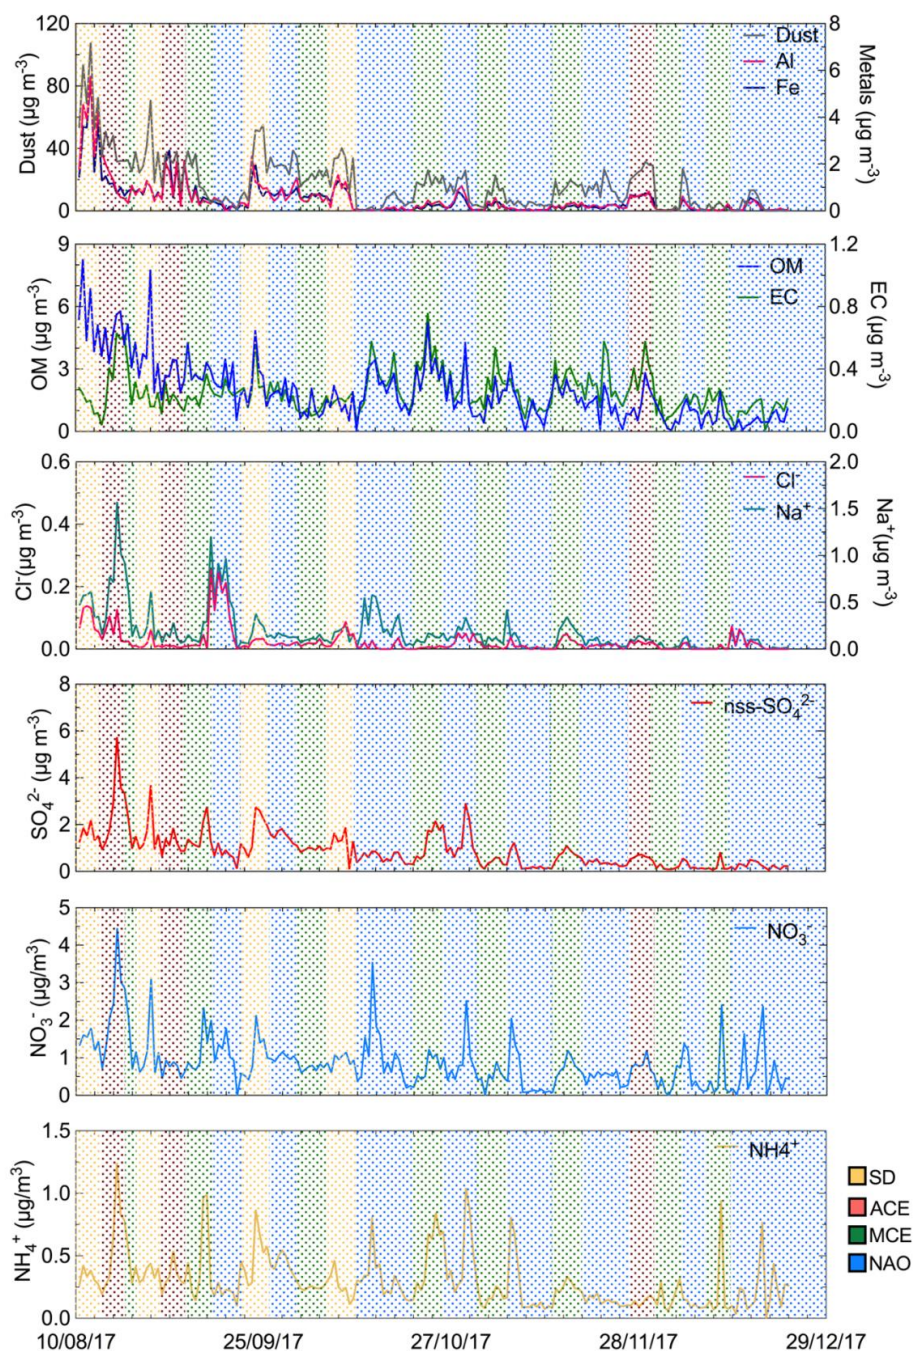 120
80
40
0
Dust (µg m-³)
Dust
Al
Fe
8
6
4
2
0
Metals (µg m-³)
9
6
3
0
OM (µg m-³)
OM
EC
1.2
0.8
0.4
0.0
EC (µg m-³)
0.6
0.4
0.2
0.0
Cl-(µg m-³)
Cl-
Na+
2.0
1.5
1.0
0.5
0.0
Na+(µg m-³)
8
6
4
2
0
SO₄²- (µg m-³)
nss-SO₄²-
5
4
3
2
1
0
NO₃- (µg/m³)
NO₃-
1.5
1.0
0.5
0.0
NH₄+ (µg/m³)
NH4+
SD
ACE
MCE
NAO
10/08/17 25/09/17 27/10/17 28/11/17 29/12/17